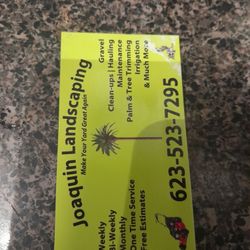 Joaquin Landscaping
Make Your Yard Great Again
Weekly
Bi-Weekly
Monthly
One Time Service
Free Estimates
Gravel
Clean-ups | Hauling
Maintenance
Palm & Tree Trimming
Irrigation
& Much More
623-523-7295